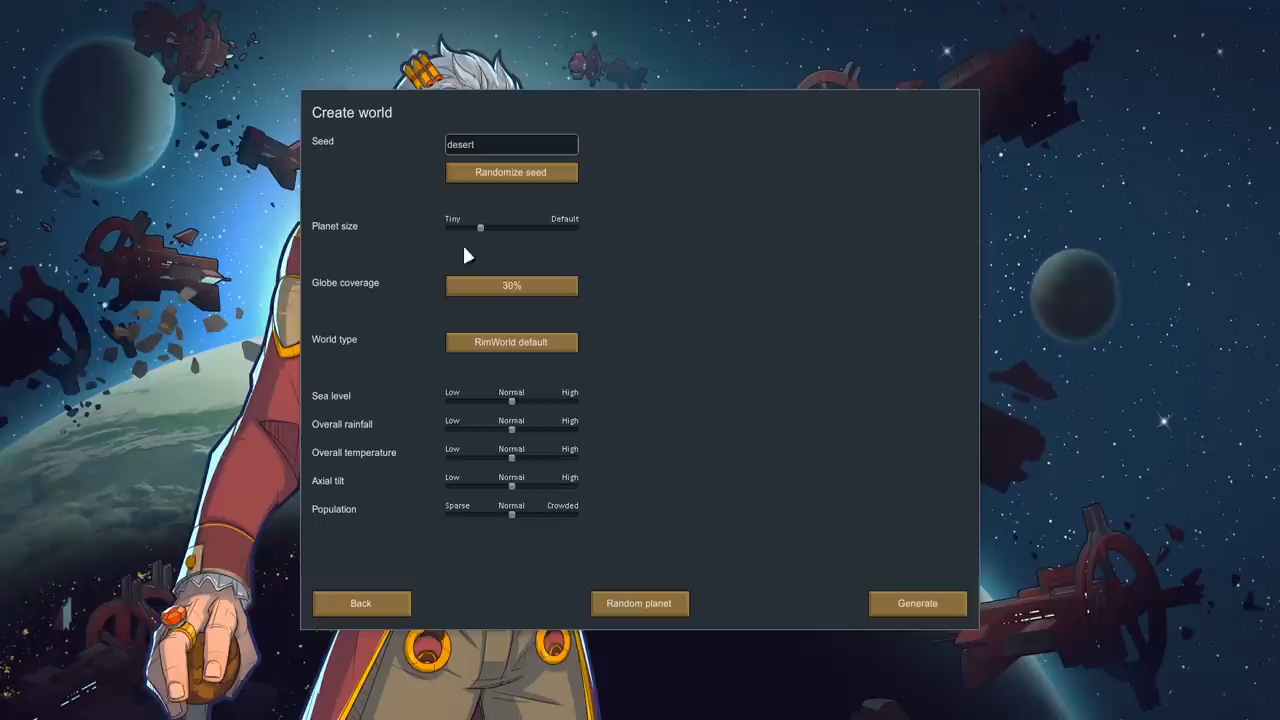 Create world
Seed desert
Randomize seed
Tiny Default
Planet size
Globe coverage 30%
World type RimWorld default
Low Normal High
Sea level
Low Normal High
Overall rainfall
Low Normal High
Overall temperature
Low Normal High
Axial tilt
Sparse Normal Crowded
Population
Back Random planet Generate